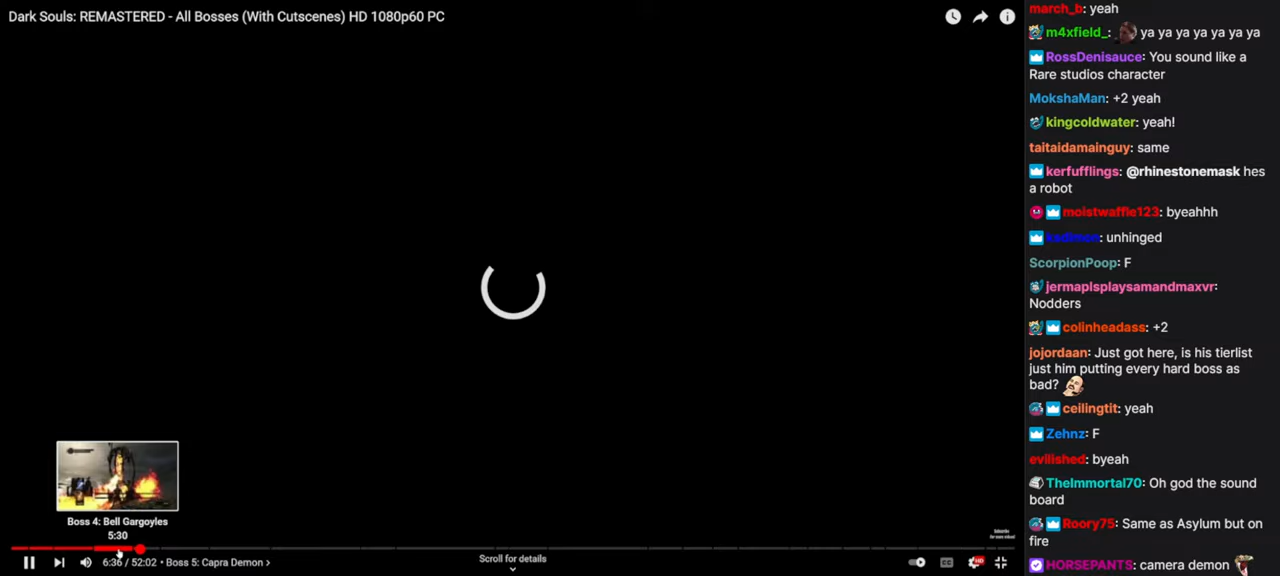 Dark Souls: REMASTERED - All Bosses (With Cutscenes) HD 1080p60 PC
Boss 4: Bell Gargoyles
5:30
6:36 / 52:02 • Boss 5: Capra Demon >
Scroll for details
CC
HD
march_b: yeah
m4xfield_: ya ya ya ya ya ya ya
RossDenisauce: You sound like a
Rare studios character
MokshaMan: +2 yeah
kingcoldwater: yeah!
taitaidamainguy: same
kerfufflings: @rhinestonemask hes
a robot
moistwaffle123: byeahhh
: unhinged
ScorpionPoop: F
jermaplsplaysamandmaxvr:
Nodders
colinheadass: +2
jojordaan: Just got here, is his tierlist
just him putting every hard boss as
bad?
ceilingtit: yeah
Zehnz: F
evilished: byeah
TheImmortal70: Oh god the sound
board
Roory75: Same as Asylum but on
fire
HORSEPANTS: camera demon